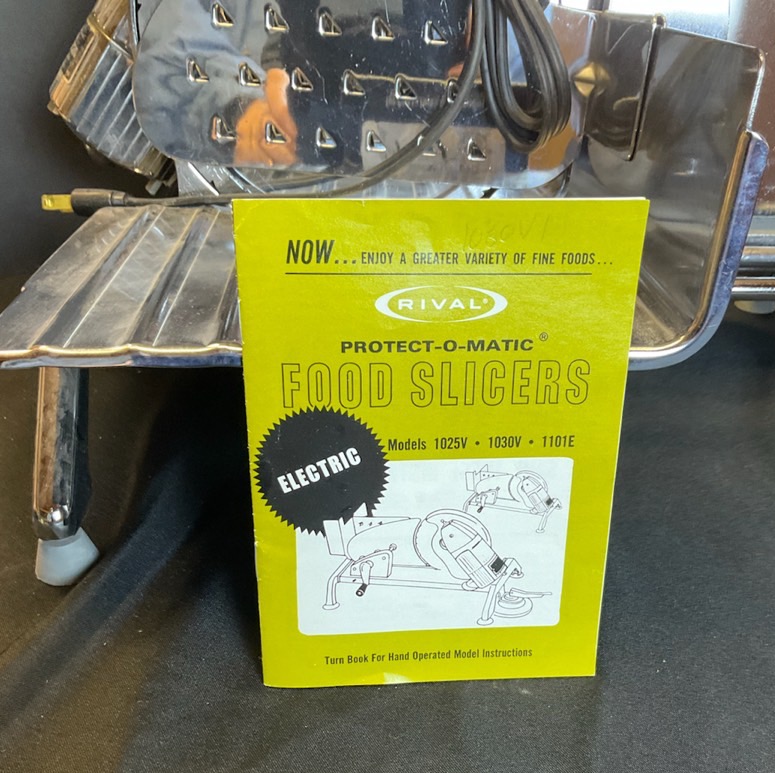 1030V1
NOW... ENJOY A GREATER VARIETY OF FINE FOODS...
RIVAL®
PROTECT-O-MATIC®
FOOD SLICERS
Models 1025V • 1030V • 1101E
ELECTRIC
Turn Book For Hand Operated Model Instructions